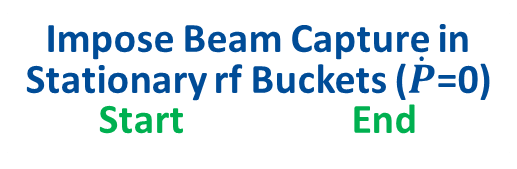 Impose Beam Capture in
Stationary rf Buckets (Ṗ=0)
Start End